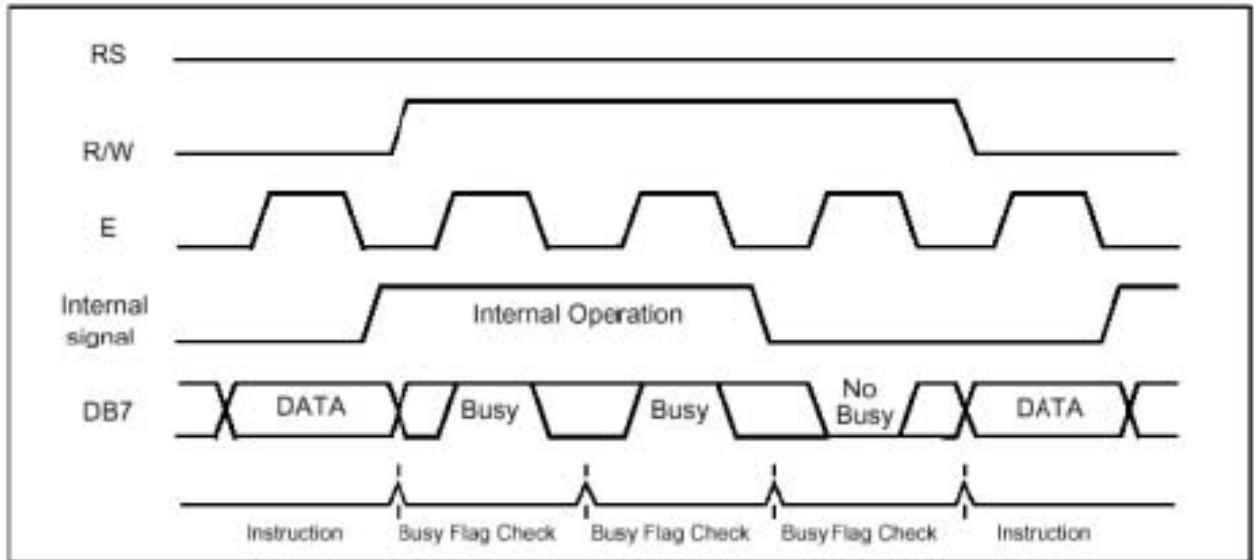 RS
R/W
E
Internal
signal
Internal Operation
DB7
DATA
Busy
Busy
No
Busy
DATA
Instruction
Busy Flag Check
Busy Flag Check
Busy Flag Check
Instruction